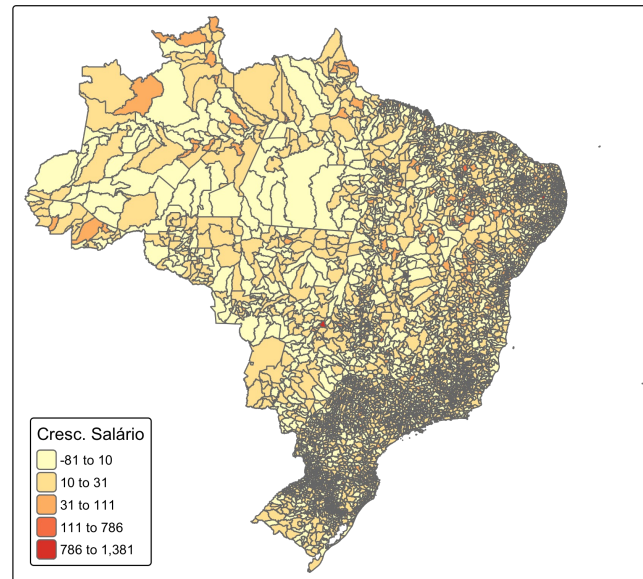 Cresc. Salário
-81 to 10
10 to 31
31 to 111
111 to 786
786 to 1,381